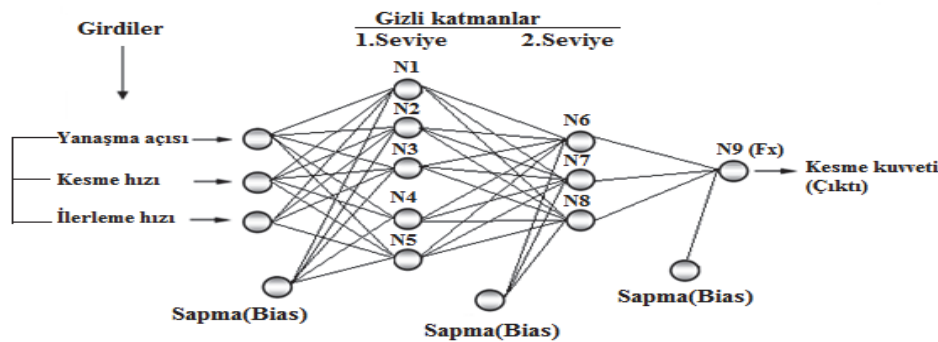 Gizli katmanlar
Girdiler
1.Seviye 2.Seviye
N1
N2
N3
N4
N5
N6
N7
N8
N9 (Fx)
Yanaşma açısı
Kesme hızı
İlerleme hızı
Kesme kuvveti
(Çıktı)
Sapma(Bias)
Sapma(Bias)
Sapma(Bias)